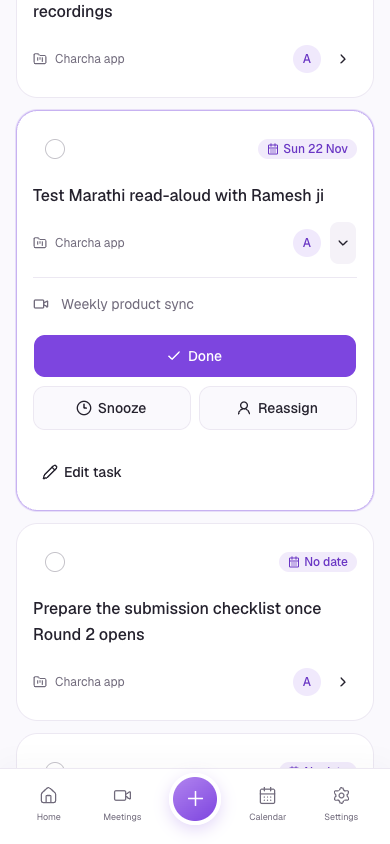 recordings
Charcha app
A
Sun 22 Nov
Test Marathi read-aloud with Ramesh ji
Charcha app
A
Weekly product sync
Done
Snooze
Reassign
Edit task
No date
Prepare the submission checklist once
Round 2 opens
Charcha app
A
Home
Meetings
Calendar
Settings